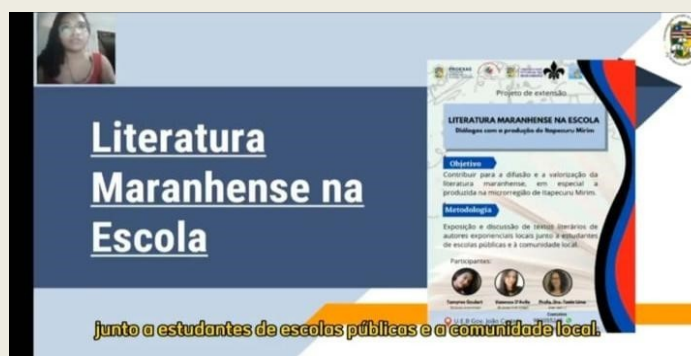 Literatura
Maranhense na
Escola
Projeto de extensão
LITERATURA MARANHENSE NA ESCOLA
Diálogos com a produção de Itapecuru Mirim
Objetivo
Contribuir para a difusão e a valorização da
literatura maranhense, em especial a
produzida na microrregião de Itapecuru Mirim.
Metodologia
Exposição e discussão de textos literários de
autores exponenciais locais junto à estudantes
de escolas públicas e à comunidade local.
Participantes:
junto a estudantes de escolas públicas e a comunidade local.